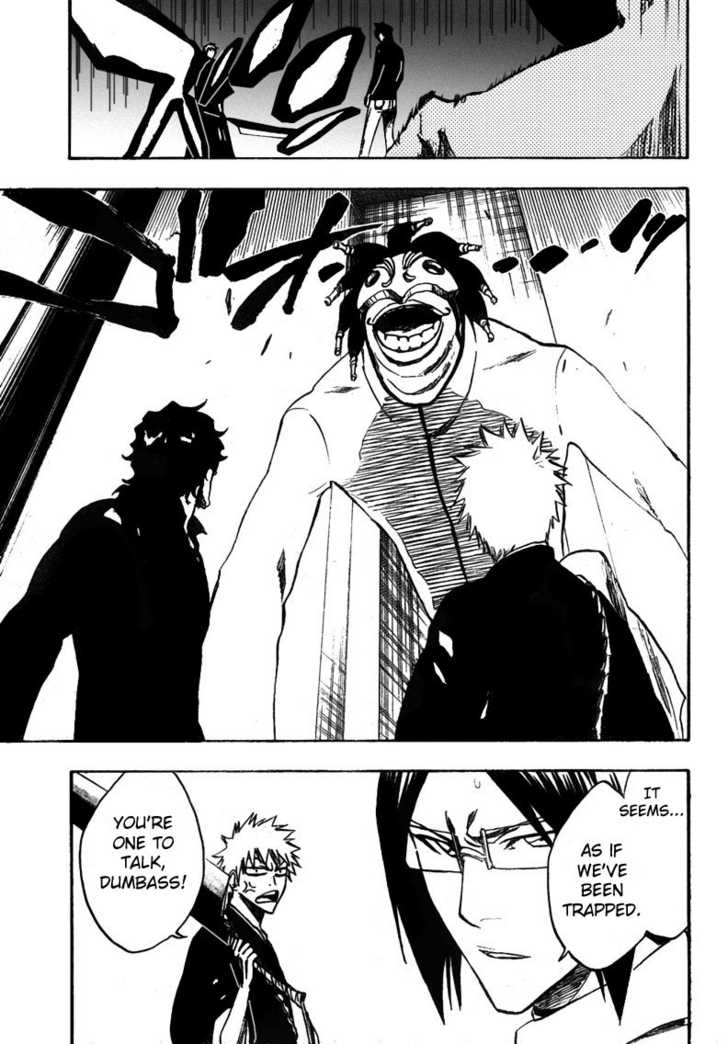 IT
SEEMS...
AS IF
WE'VE
BEEN
TRAPPED.
YOU'RE
ONE TO
TALK,
DUMBASS!